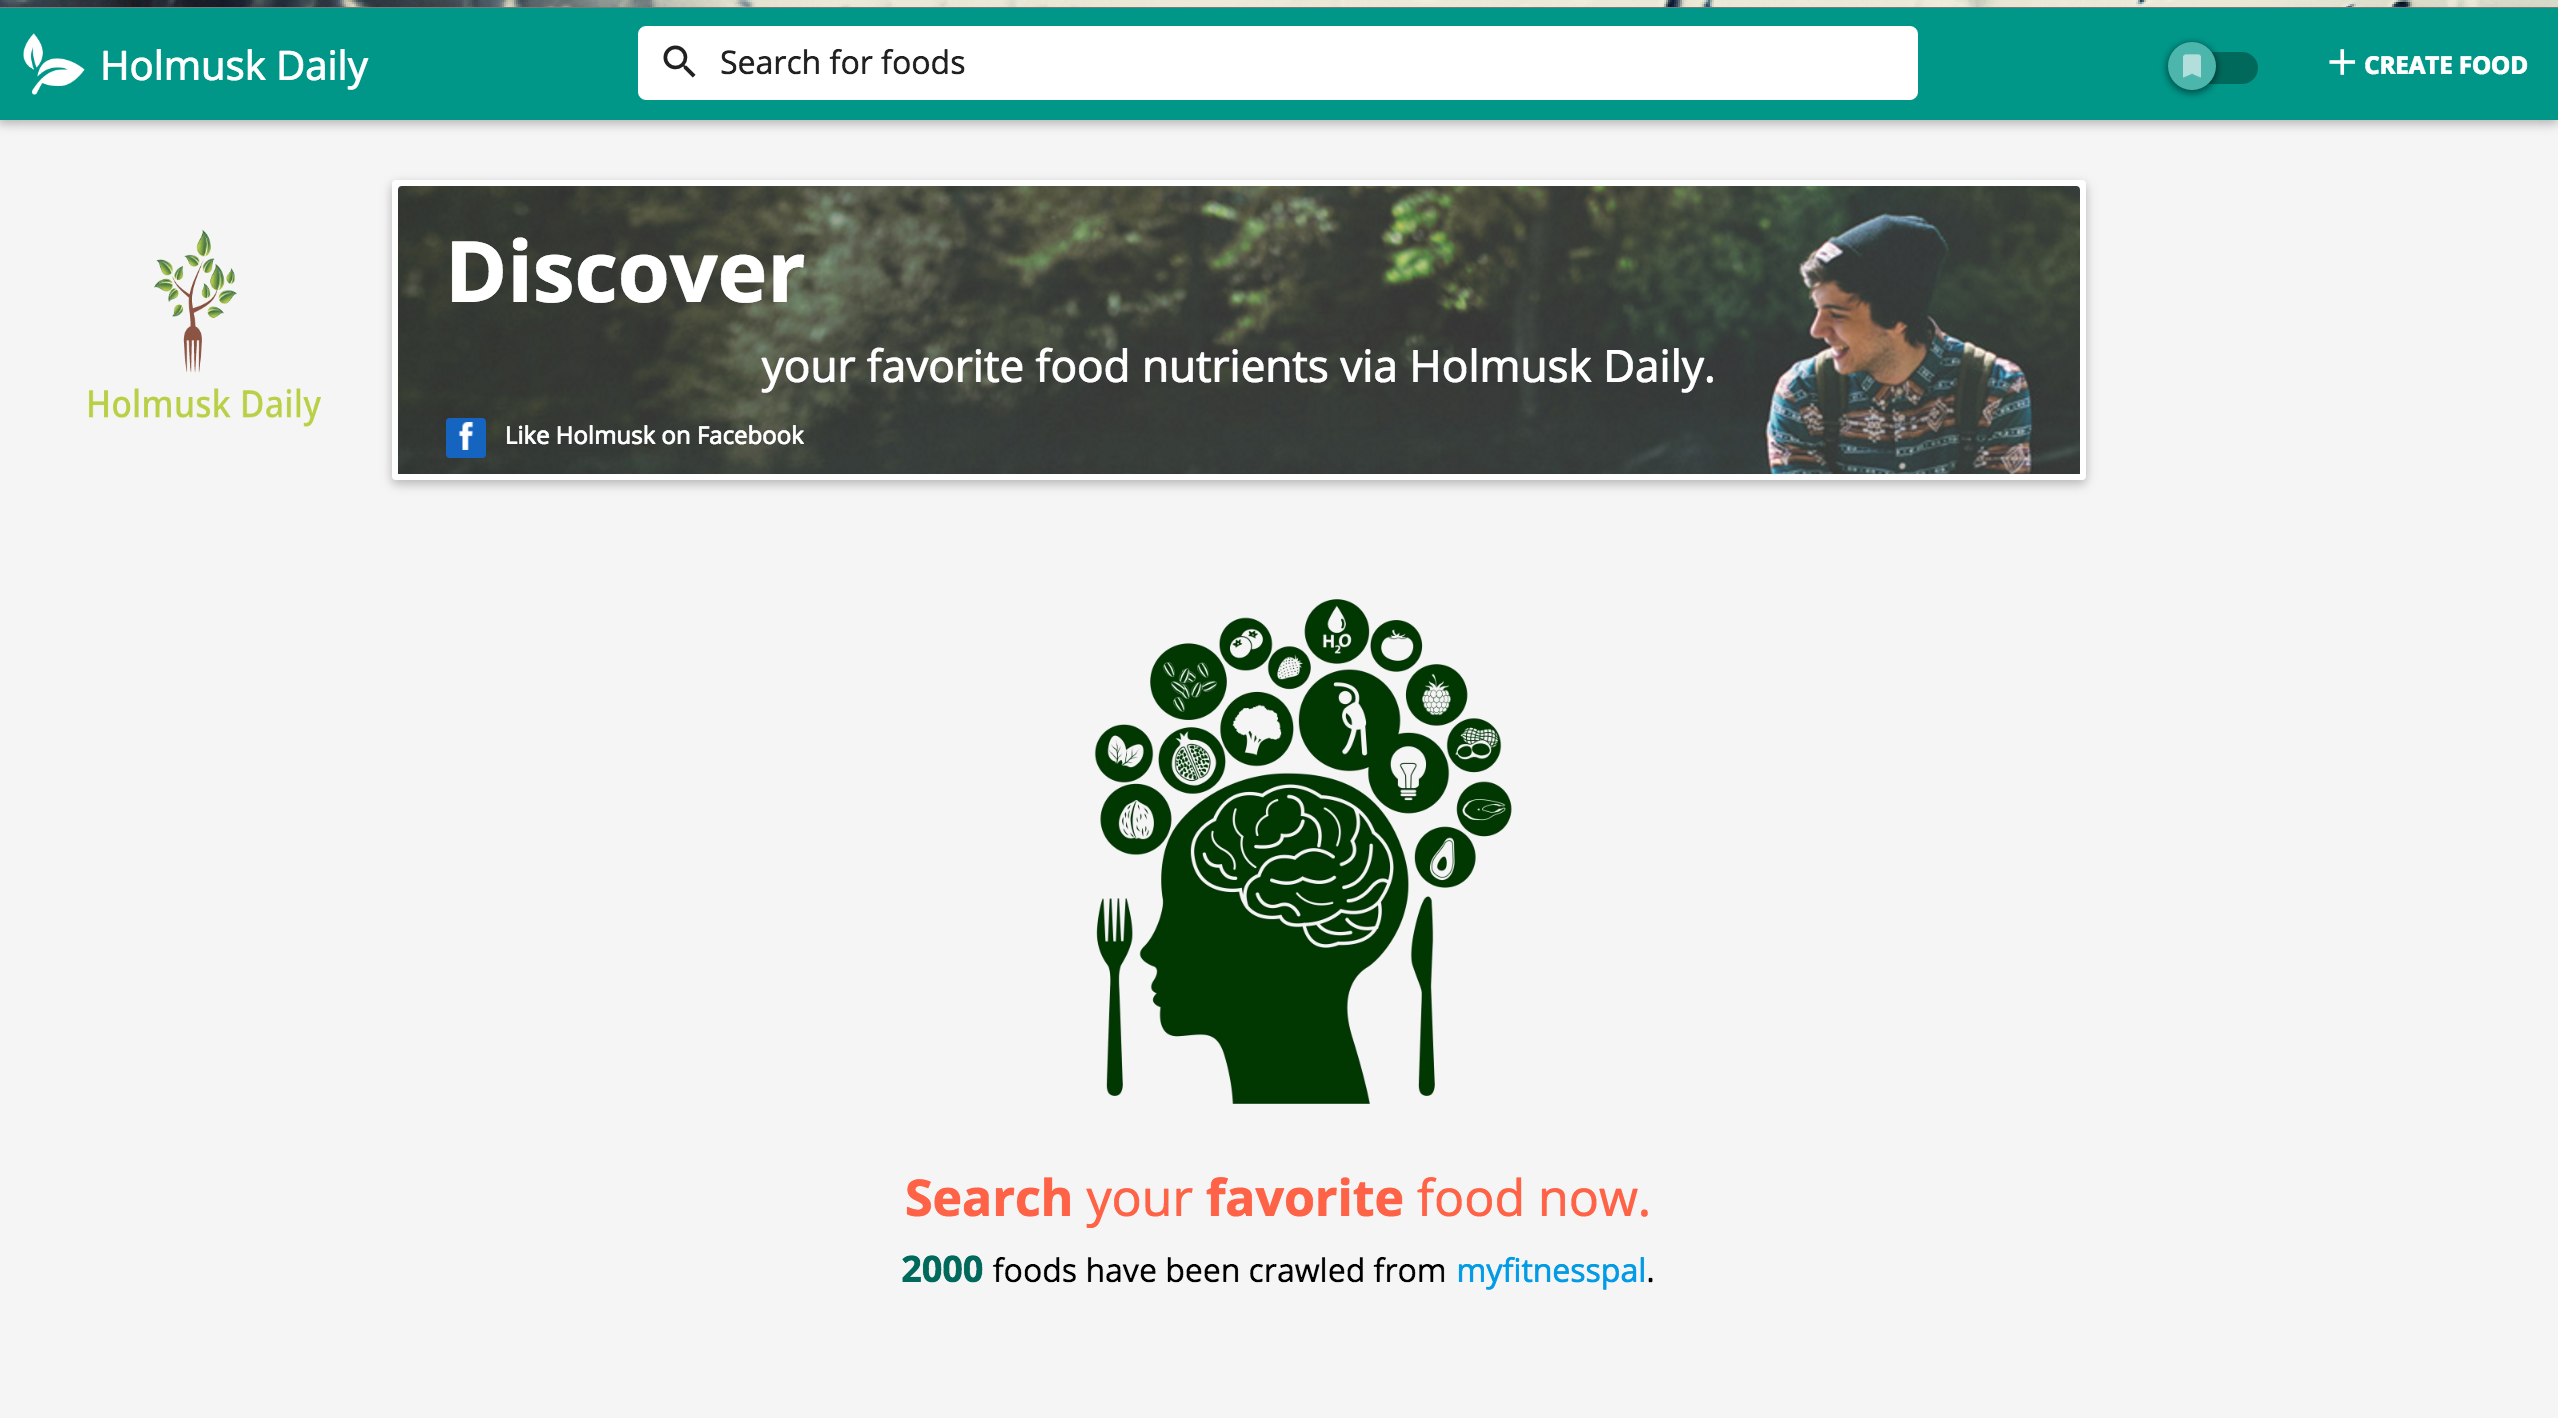 Holmusk Daily
Search for foods
+ CREATE FOOD
Holmusk Daily
Discover
your favorite food nutrients via Holmusk Daily.
f Like Holmusk on Facebook
H2O
Search your favorite food now.
2000 foods have been crawled from myfitnesspal.